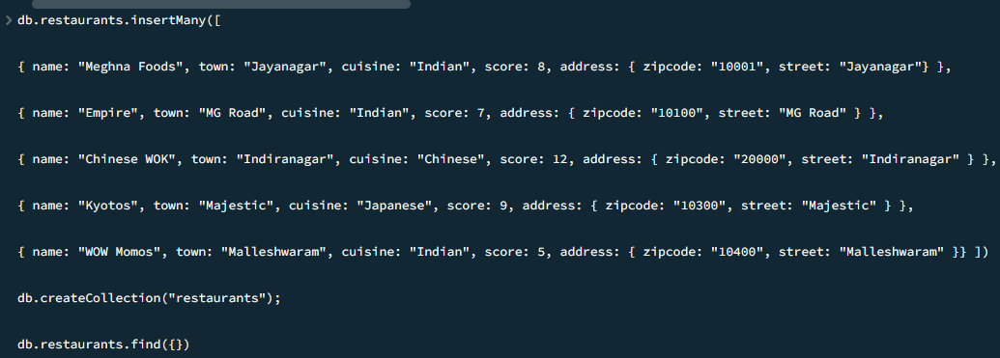 db.restaurants.insertMany([
{ name: "Meghna Foods", town: "Jayanagar", cuisine: "Indian", score: 8, address: { zipcode: "10001", street: "Jayanagar"} },
{ name: "Empire", town: "MG Road", cuisine: "Indian", score: 7, address: { zipcode: "10100", street: "MG Road" } },
{ name: "Chinese WOK", town: "Indiranagar", cuisine: "Chinese", score: 12, address: { zipcode: "20000", street: "Indiranagar" } },
{ name: "Kyotos", town: "Majestic", cuisine: "Japanese", score: 9, address: { zipcode: "10300", street: "Majestic" } },
{ name: "WOW Momos", town: "Malleshwaram", cuisine: "Indian", score: 5, address: { zipcode: "10400", street: "Malleshwaram" }} ])
db.createCollection("restaurants");
db.restaurants.find({})